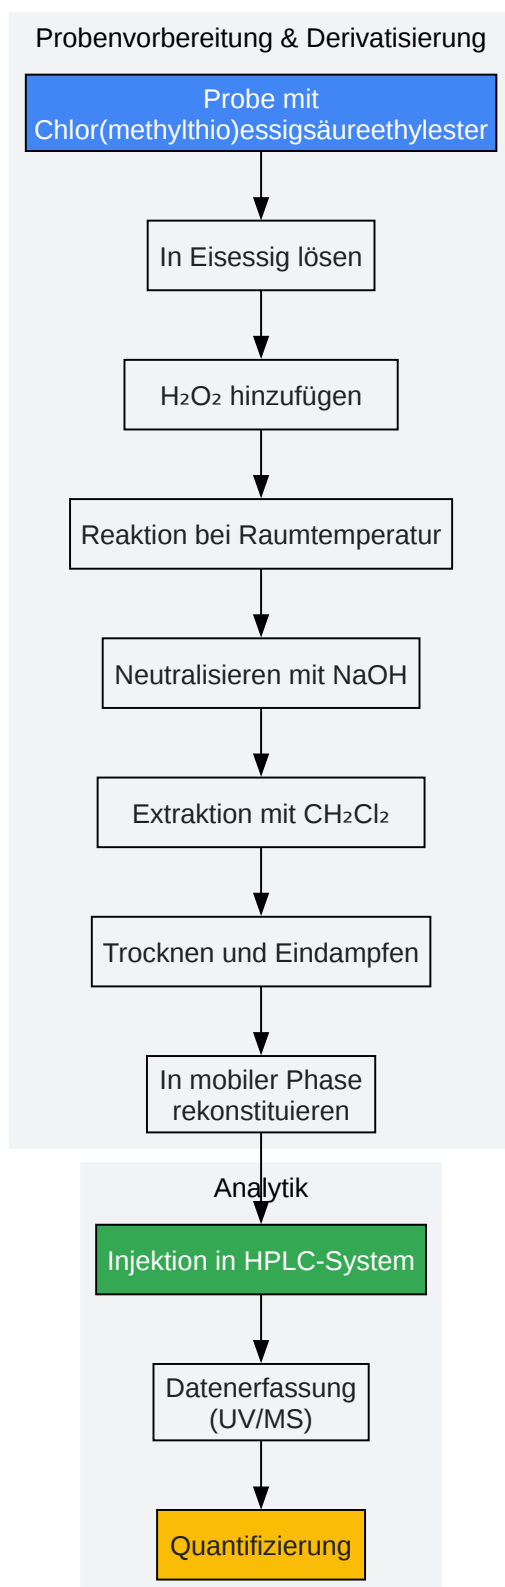 Probenvorbereitung & Derivatisierung
Probe mit
Chlor(methylthio)essigsäureethylester
In Eisessig lösen
H₂O₂ hinzufügen
Reaktion bei Raumtemperatur
Neutralisieren mit NaOH
Extraktion mit CH₂Cl₂
Trocknen und Eindampfen
In mobiler Phase
rekonstituieren
Analytik
Injektion in HPLC-System
Datenerfassung
(UV/MS)
Quantifizierung